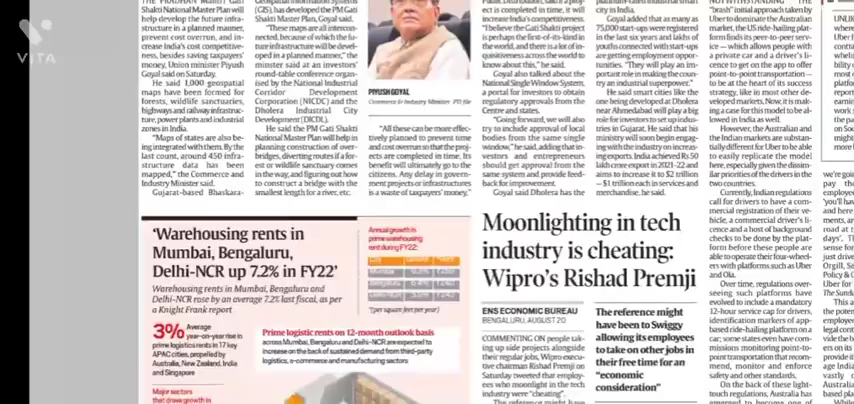 THE PRADHAN Mantri Gati
Shakti National Master Plan will
help develop the future infra-
structure in a planned manner,
prevent cost overrun, and in-
crease India's cost competitive-
ness, besides saving taxpayers'
money, Union minister Piyush
Goyal said on Saturday.
He said 1,000 geospatial
maps have been formed for
forests, wildlife sanctuaries,
highways and railway infrastruc-
ture, power plants and industrial
zones in India.
"Maps of states are also be-
ing integrated with them. By the
last count, around 450 infra-
structure data has been
mapped," the Commerce and
Industry Minister said.
Gujarat-based Bhaskara-
Geospatial Information Systems
(GIS), has developed the PM Gati
Shakti Master Plan, Goyal said.
"These maps are all intercon-
nected, because of which the fu-
ture infrastructure will be devel-
oped in a planned manner," the
minister said at an investors'
round-table conference organ-
ised by the National Industrial
Corridor Development
Corporation (NICDC) and the
Dholera Industrial City
Development (DICDL).
He said the PM Gati Shakti
National Master Plan will help in
planning construction of over-
bridges, diverting routes if a for-
est or wildlife sanctuary comes
in the way, and figuring out how
to construct a bridge with the
smallest length for a river, etc.
PIYUSH GOYAL
Commerce & Industry Minister PTI file
"All these can be more effec-
tively planned to prevent time
and cost overrun so that the proj-
ects are completed in time. Its
benefit will ultimately go to the
citizens. Any delay in govern-
ment projects or infrastructures
is a waste of taxpayers' money."
ject is completed in time, it will
increase India's competitiveness.
"I believe the Gati Shakti project
is perhaps the first-of-its-kind in
the world, and there is a lot of in-
quisitiveness across the world to
know about this," he said.
Goyal also talked about the
National Single Window System,
a portal for investors to obtain
regulatory approvals from the
Centre and states.
"Going forward, we will also
try to include approval of local
bodies from the same single
window," he said, adding that in-
vestors and entrepreneurs
should get approval from the
same system and provide feed-
back for improvement.
Goyal said Dholera has the
city in India.
Goyal added that as many as
75,000 start-ups were registered
in the last six years and lakhs of
youths connected with start-ups
are getting employment oppor-
tunities. "They will play an im-
portant role in making the coun-
try an industrial superpower."
He said smart cities like the
one being developed at Dholera
near Ahmedabad will play a big
role for investors to set up indus-
tries in Gujarat. He said that his
ministry will soon begin engag-
ing with the industry on increas-
ing exports. India achieved Rs 50
lakh crore export in 2021-22 and
aims to increase it to $2 trillion
— $1 trillion each in services and
merchandise, he said.
NOTWITHSTANDING THE
"brash" initial approach taken by
Uber to dominate the Australian
market, the US ride-hailing plat-
form finds its peer-to-peer serv-
ice — which allows people with
a private car and a driver's li-
cence to get on the app to offer
point-to-point transportation —
to be at the heart of its success
strategy, like in most other de-
veloped markets. Now, it is mak-
ing a case for this model to be al-
lowed in India as well.
However, the Australian and
the Indian markets are substan-
tially different for Uber to be able
to easily replicate the model
here, especially given the dissim-
ilar priorities of the drivers in the
two countries.
Currently, Indian regulations
call for drivers to have a com-
mercial registration of their ve-
hicle, a commercial driver's li-
cence and a host of background
checks to be done by the plat-
form before these people are
able to operate their four-wheel-
ers with platforms such as Uber
and Ola.
Over time, regulations over-
seeing such platforms have
evolved to include a mandatory
12-hour service cap for drivers,
identification markers of app-
based ride-hailing platform on a
car; some states even have com-
missions monitoring point-to-
point transportation that recom-
mend, monitor and enforce
safety and other standards.
On the back of these light-
touch regulations, Australia has
'Warehousing rents in
Mumbai, Bengaluru,
Delhi-NCR up 7.2% in FY22'
Warehousing rents in Mumbai, Bengaluru and
Delhi-NCR rose by an average 7.2% last fiscal, as per
a Knight Frank report
Annual growth in
prime warehousing
rent during FY22:
*(per square feet per year)
3% Average
year-on-year rise in
prime logistics rents in 17 key
APAC cities, propelled by
Australia, New Zealand, India
and Singapore
Prime logistic rents on 12-month outlook basis
across Mumbai, Bengaluru and Delhi-NCR are expected to
increase on the back of sustained demand from third-party
logistics, e-commerce and manufacturing sectors
Major sectors
that drove growth in
Moonlighting in tech
industry is cheating:
Wipro's Rishad Premji
ENS ECONOMIC BUREAU
BENGALURU, AUGUST 20
COMMENTING ON people tak-
ing up side projects alongside
their regular jobs, Wipro execu-
tive chairman Rishad Premji on
Saturday tweeted that employ-
ees who moonlight in the tech
industry were "cheating".
The reference might
have been to Swiggy
allowing its employees
to take on other jobs in
their free time for an
"economic
consideration"
VITA